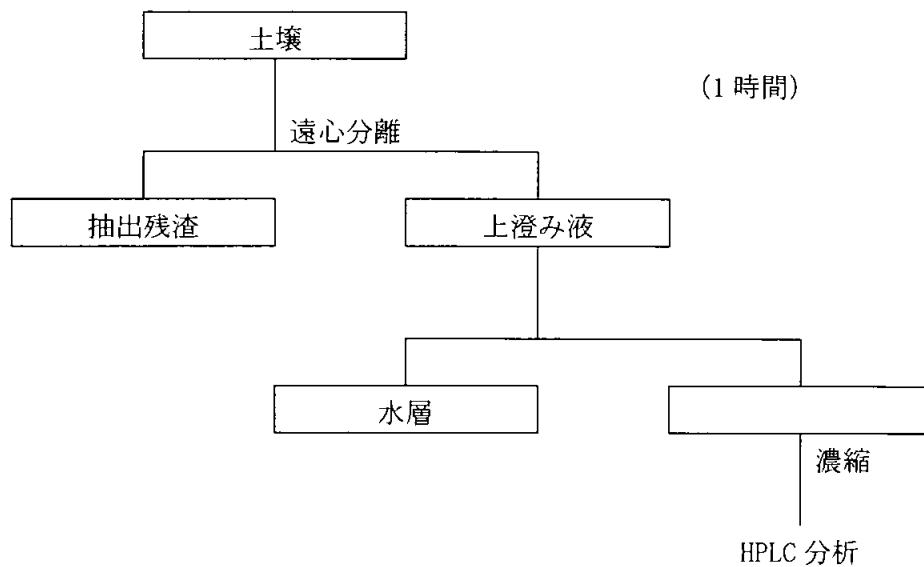 土壌
(1 時間)
遠心分離
抽出残渣
上澄み液
水層
濃縮
HPLC 分析